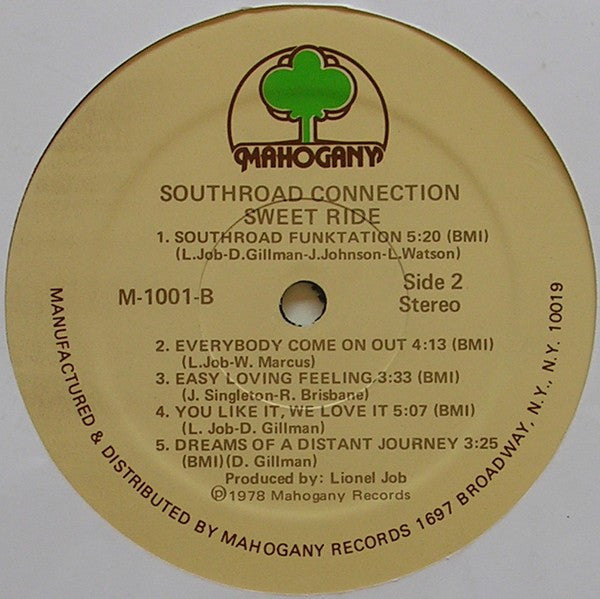 MAHOGANY
SOUTHROAD CONNECTION
SWEET RIDE
1. SOUTHROAD FUNKTATION 5:20 (BMI)
(L.Job-D.Gillman-J.Johnson-L.Watson)
M-1001-B
Side 2
Stereo
2. EVERYBODY COME ON OUT 4:13 (BMI)
(L.Job-W. Marcus)
3. EASY LOVING FEELING 3:33 (BMI)
(J. Singleton-R. Brisbane)
4. YOU LIKE IT, WE LOVE IT 5:07 (BMI)
(L. Job-D. Gillman)
5. DREAMS OF A DISTANT JOURNEY 3:25
(BMI)(D. Gillman)
Produced by: Lionel Job
℗1978 Mahogany Records
MANUFACTURED & DISTRIBUTED BY MAHOGANY RECORDS 1697 BROADWAY, N.Y., N.Y. 10019